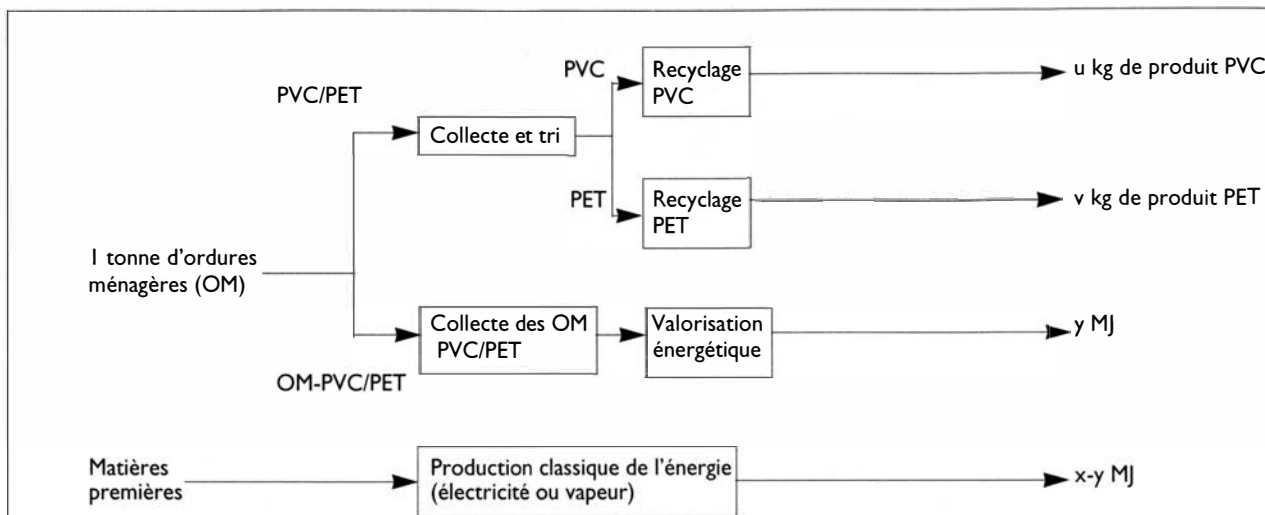 PVC
Recyclage
PVC
u kg de produit PVC
PVC/PET
Collecte et tri
PET
Recyclage
PET
v kg de produit PET
1 tonne d'ordures
ménagères (OM)
Collecte des OM
PVC/PET
Valorisation
énergétique
y MJ
OM-PVC/PET
Matières
premières
Production classique de l'énergie
(électricité ou vapeur)
x-y MJ